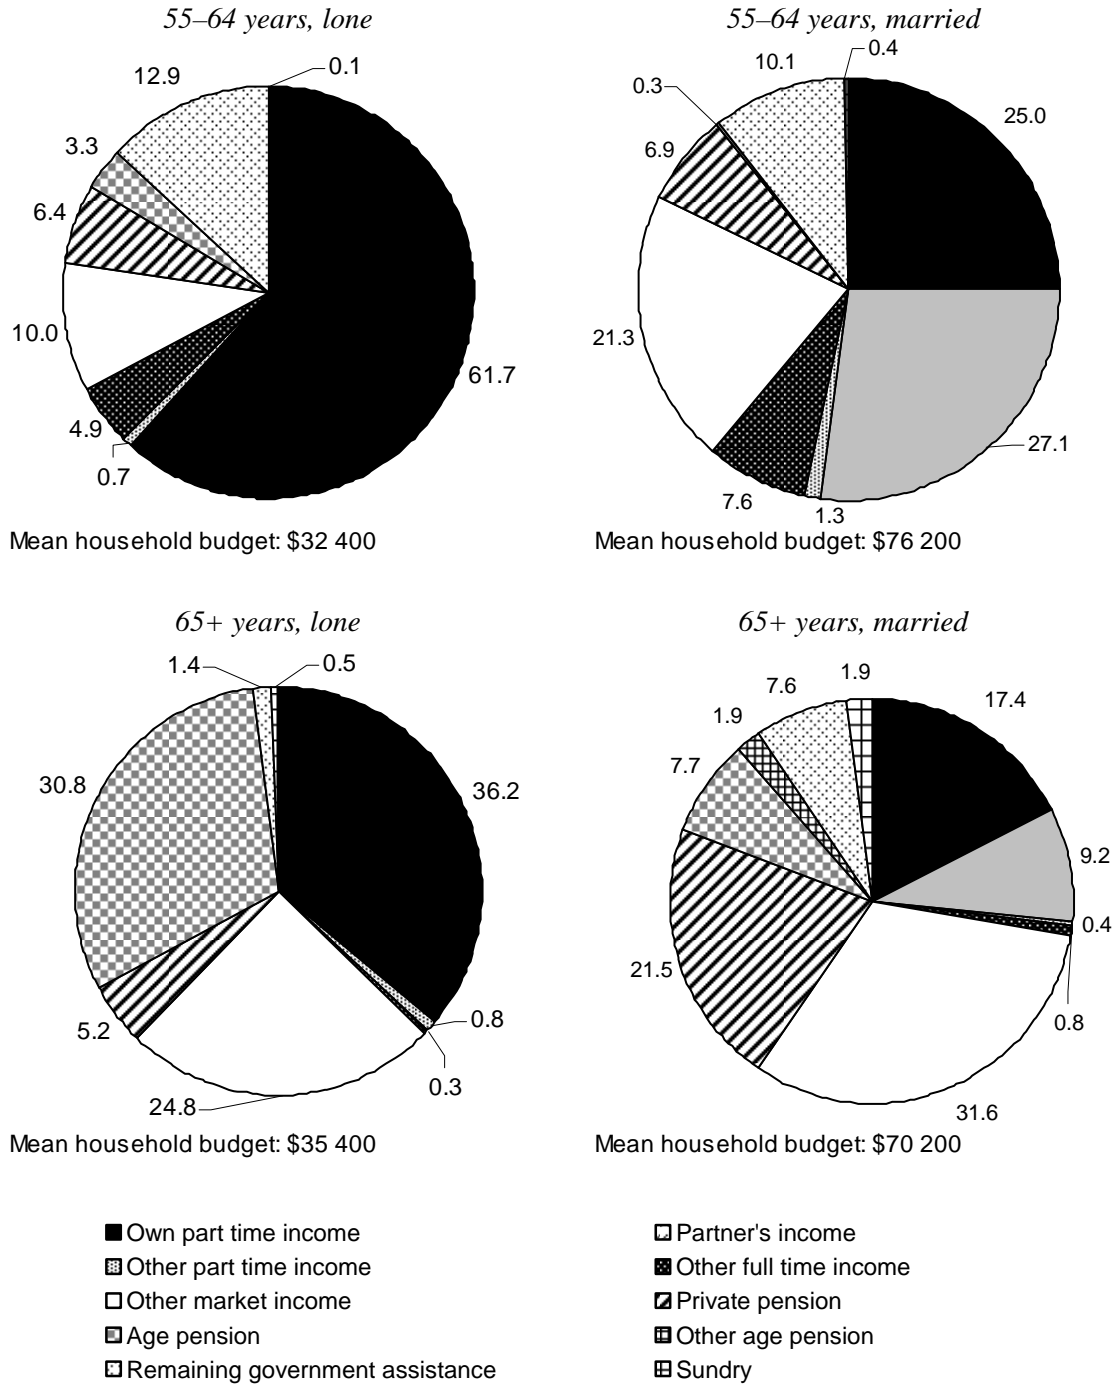 55–64 years, lone
12.9
0.1
3.3
6.4
10.0
4.9
0.7
61.7
Mean household budget: $32 400
55–64 years, married
0.4
10.1
0.3
25.0
6.9
21.3
27.1
7.6
1.3
Mean household budget: $76 200
65+ years, lone
1.4
0.5
30.8
36.2
5.2
0.8
0.3
24.8
Mean household budget: $35 400
65+ years, married
1.9
7.6
17.4
1.9
7.7
9.2
0.4
21.5
0.8
31.6
Mean household budget: $70 200
Own part time income
Partner's income
Other part time income
Other full time income
Other market income
Private pension
Age pension
Other age pension
Remaining government assistance
Sundry